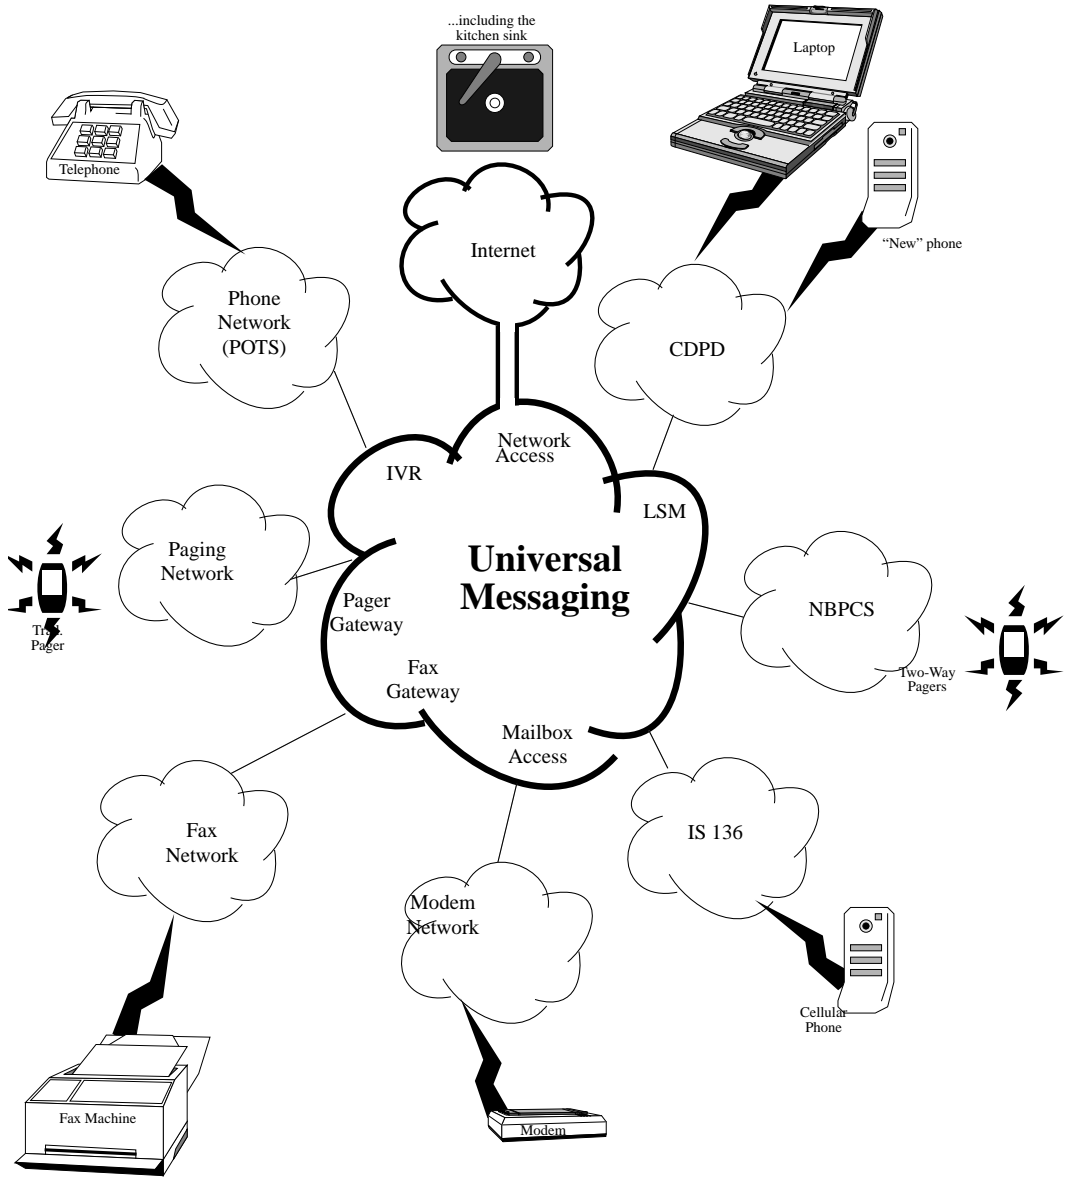 ...including the
kitchen sink
Laptop
Telephone
"New" phone
Internet
Phone
Network
(POTS)
CDPD
Network
Access
IVR
LSM
Universal
Messaging
Paging
Network
Trad.
Pager
Pager
Gateway
NBPCS
Two-Way
Pagers
Fax
Gateway
Mailbox
Access
Fax
Network
IS 136
Modem
Network
Cellular
Phone
Fax Machine
Modem